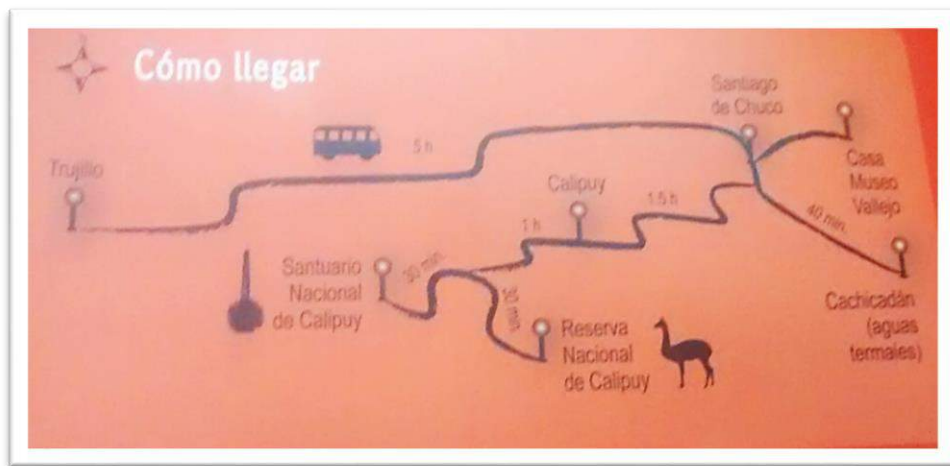 Cómo llegar
Santiago
de Chuco
Trujillo
5 h
Calipuy
1.5 h
Casa
Museo
Vallejo
40 min.
1 h
Santuario
Nacional
de Calipuy
30 min.
min.
Reserva
Nacional
de Calipuy
Cachicadán
(aguas
termales)